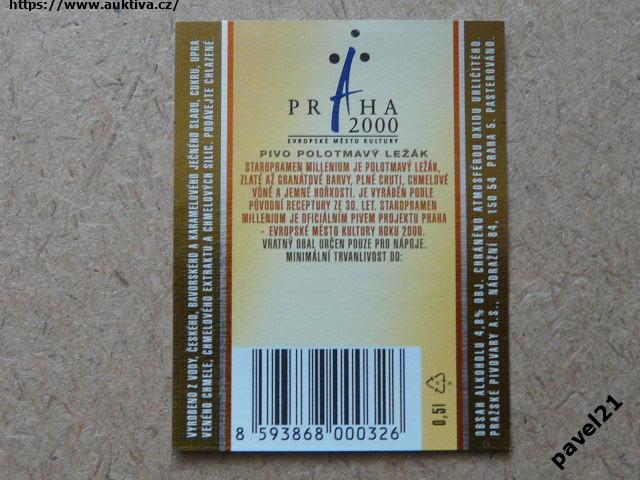 https://www.auktiva.cz/
PRAHA
2000
EVROPSKÉ MĚSTO KULTURY
PIVO POLOTMAVÝ LEŽÁK
STAROPRAMEN MILLENIUM JE POLOTMAVÝ LEŽÁK,
ZLATÉ AŽ GRANÁTOVÉ BARVY, PLNÉ CHUTI, CHMELOVÉ
VŮNĚ A JEMNÉ HOŘKOSTI. JE VYRÁBĚN PODLE
PŮVODNÍ RECEPTURY ZE 30. LET. STAROPRAMEN
MILLENIUM JE OFICIÁLNÍM PIVEM PROJEKTU PRAHA
- EVROPSKÉ MĚSTO KULTURY ROKU 2000.
VRATNÝ OBAL URČEN POUZE PRO NÁPOJE.
MINIMÁLNÍ TRVANLIVOST DO:
VYROBENO Z VODY, ČESKÉHO, BAVORSKÉHO A KARAMELOVÉHO JEČNÉHO SLADU, CUKRU, UPRA-
VENÉHO CHMELE, CHMELOVÉHO EXTRAKTU A CHMELOVÝCH SILIC. PODÁVEJTE CHLAZENÉ.
OBSAH ALKOHOLU 4,8% OBJ. CHRÁNĚNO ATMOSFÉROU OXIDU UHLIČITÉHO.
PRAŽSKÉ PIVOVARY A.S., NÁDRAŽNÍ 84, 150 54 PRAHA 5. PASTEROVÁNO.
0,5l
8 593868 000326
pavel21